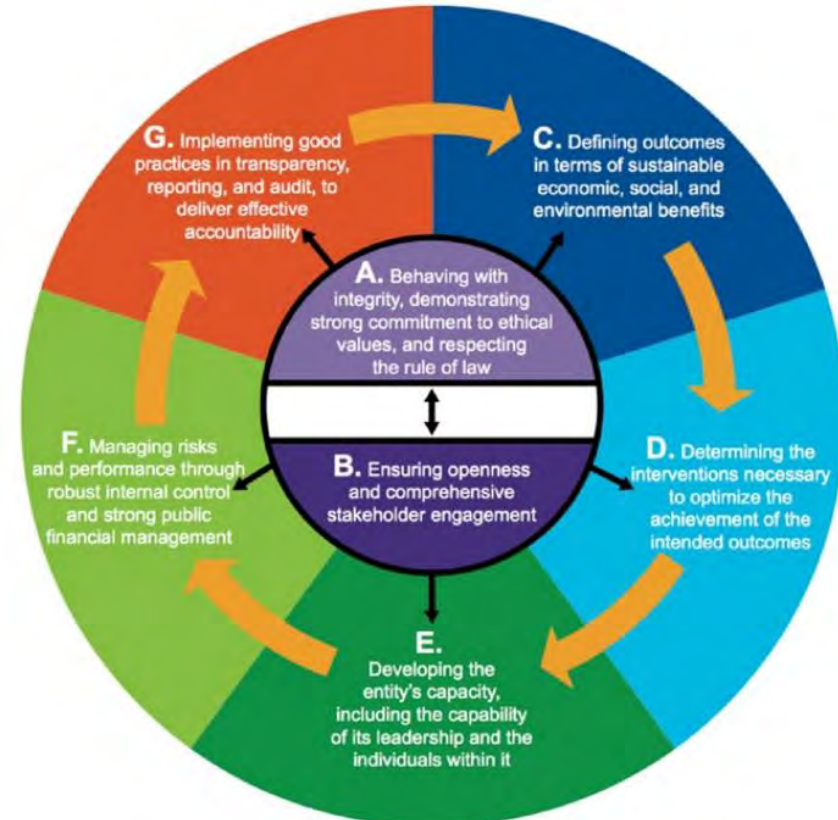 G. Implementing good
practices in transparency,
reporting, and audit, to
deliver effective
accountability
C. Defining outcomes
in terms of sustainable
economic, social, and
environmental benefits
A. Behaving with
integrity, demonstrating
strong commitment to ethical
values, and respecting
the rule of law
F. Managing risks
and performance through
robust internal control
and strong public
financial management
B. Ensuring openness
and comprehensive
stakeholder engagement
D. Determining the
interventions necessary
to optimize the
achievement of the
intended outcomes
E.
Developing the
entity's capacity,
including the capability
of its leadership and the
individuals within it